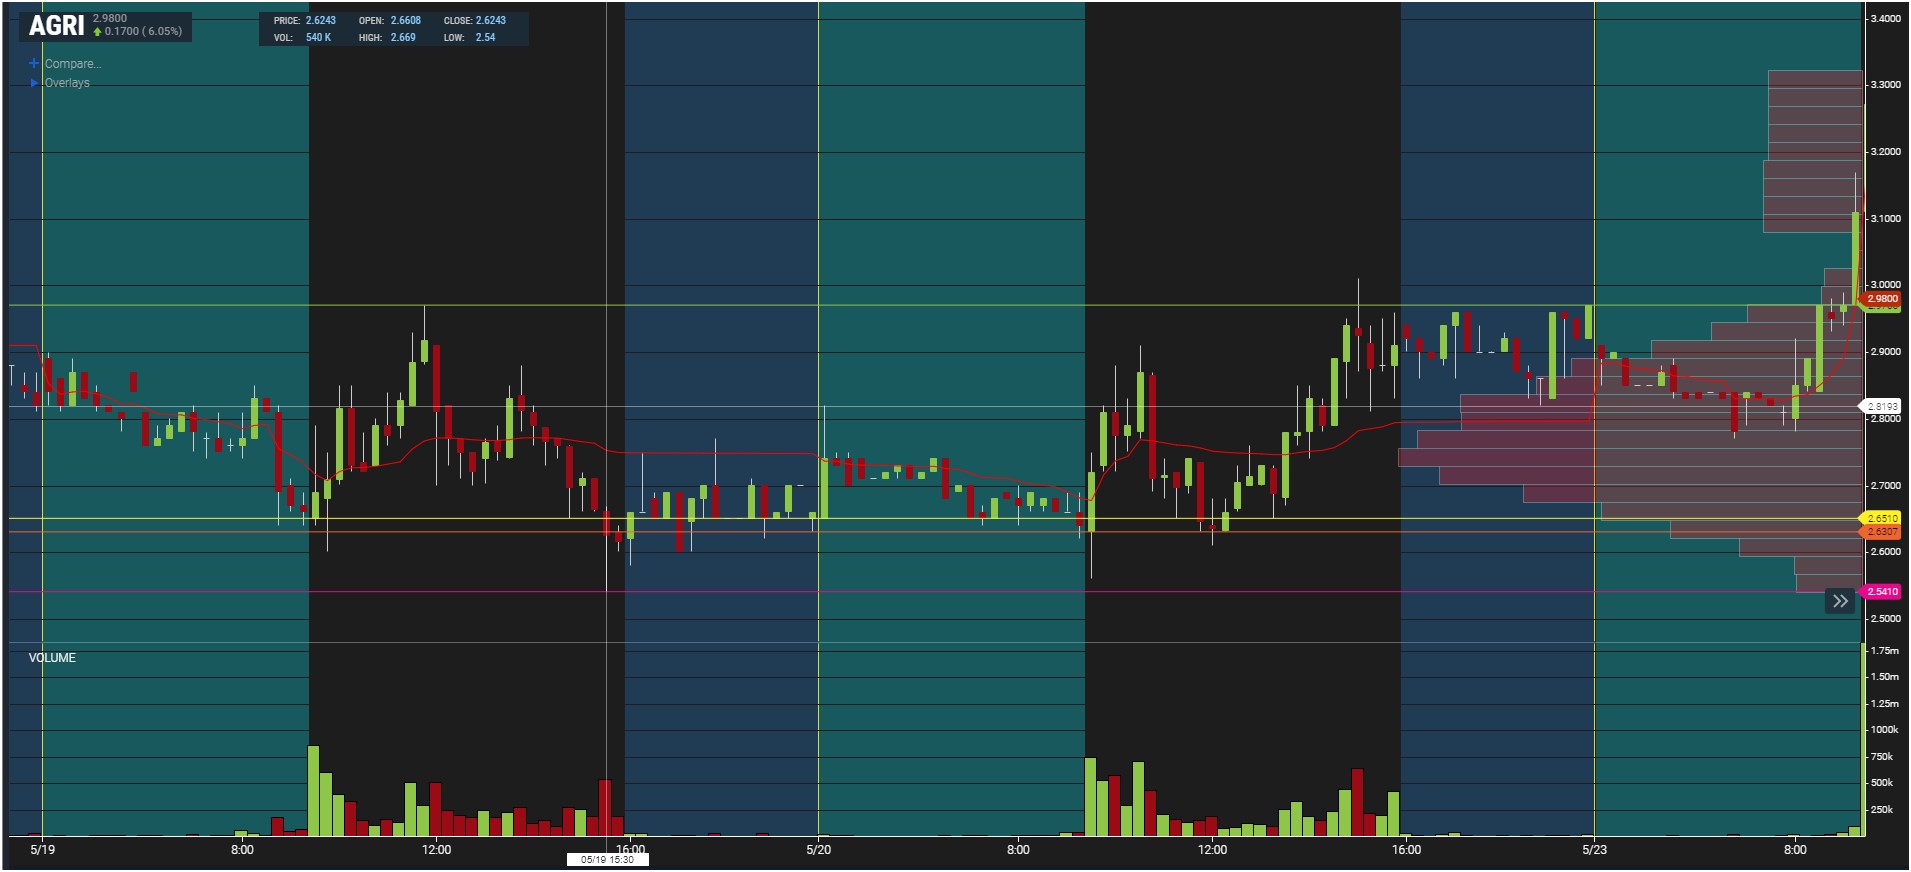 AGRI 2.9800
0.1700 ( 6.05%)
PRICE: 2.6243 OPEN: 2.6608 CLOSE: 2.6243
VOL: 540 K HIGH: 2.669 LOW: 2.54
Compare...
Overlays
3.4000
3.3000
3.2000
3.1000
3.0000
2.9800
2.9000
2.8193
2.8000
2.7000
2.6510
2.6307
2.6000
2.5410
2.5000
VOLUME
1.75m
1.50m
1.25m
1000k
750k
500k
250k
5/19 8:00 12:00 16:00 5/20 8:00 12:00 16:00 5/23 8:00
05/19 15:30